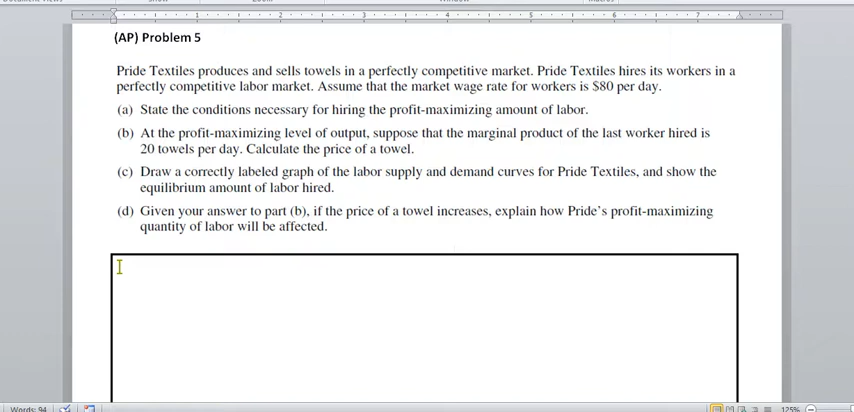 (AP) Problem 5
Pride Textiles produces and sells towels in a perfectly competitive market. Pride Textiles hires its workers in a
perfectly competitive labor market. Assume that the market wage rate for workers is $80 per day.
(a) State the conditions necessary for hiring the profit-maximizing amount of labor.
(b) At the profit-maximizing level of output, suppose that the marginal product of the last worker hired is
20 towels per day. Calculate the price of a towel.
(c) Draw a correctly labeled graph of the labor supply and demand curves for Pride Textiles, and show the
equilibrium amount of labor hired.
(d) Given your answer to part (b), if the price of a towel increases, explain how Pride's profit-maximizing
quantity of labor will be affected.
Words: 94
125%